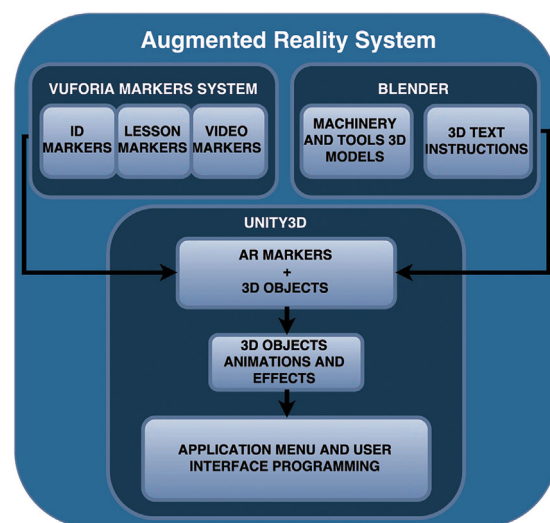 Augmented Reality System
VUFORIA MARKERS SYSTEM
ID
MARKERS
LESSON
MARKERS
VIDEO
MARKERS
BLENDER
MACHINERY
AND TOOLS 3D
MODELS
3D TEXT
INSTRUCTIONS
UNITY3D
AR MARKERS
+
3D OBJECTS
3D OBJECTS
ANIMATIONS AND
EFFECTS
APPLICATION MENU AND USER
INTERFACE PROGRAMMING